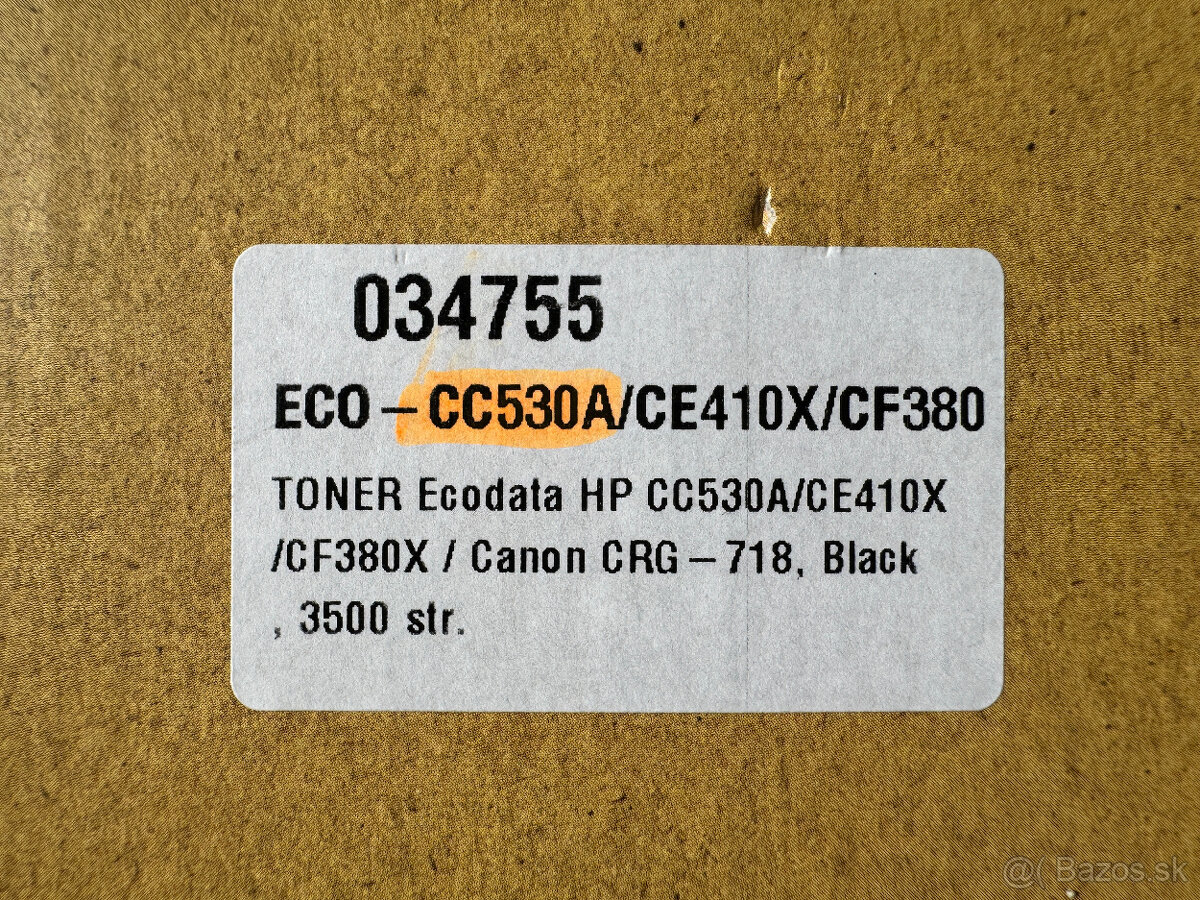 034755
ECO-CC530A/CE410X/CF380
TONER Ecodata HP CC530A/CE410X
/CF380X / Canon CRG-718, Black
, 3500 str.
@( Bazos.sk